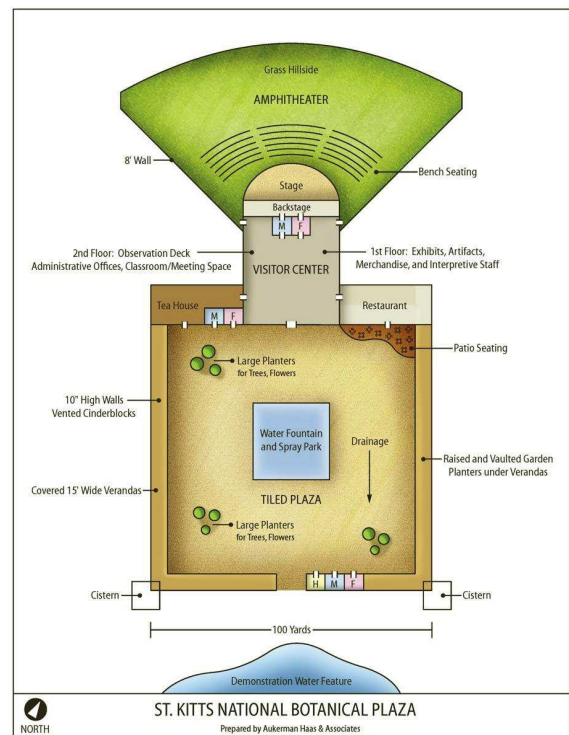 Grass Hillside
AMPHITHEATER
8' Wall
Bench Seating
Stage
Backstage
M F
2nd Floor: Observation Deck
Administrative Offices, Classroom/Meeting Space
1st Floor: Exhibits, Artifacts,
Merchandise, and Interpretive Staff
VISITOR CENTER
Tea House
M F
Restaurant
Patio Seating
Large Planters
for Trees, Flowers
10" High Walls
Vented Cinderblocks
Water Fountain
and Spray Park
Drainage
Raised and Vaulted Garden
Planters under Verandas
Covered 15' Wide Verandas
TILED PLAZA
Large Planters
for Trees, Flowers
H M F
Cistern
Cistern
100 Yards
Demonstration Water Feature
NORTH
ST. KITTS NATIONAL BOTANICAL PLAZA
Prepared by Aukerman Haas & Associates